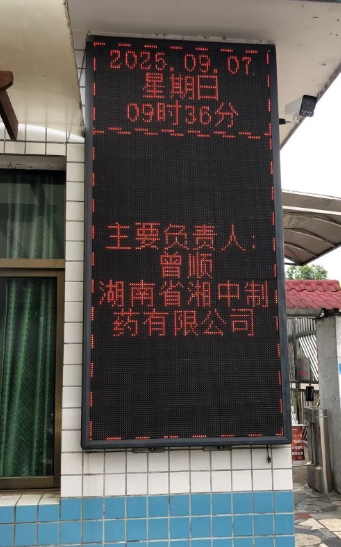 2025.09.07
星期日
09时36分
主要负责人:
曾顺
湖南省湘中制
药有限公司